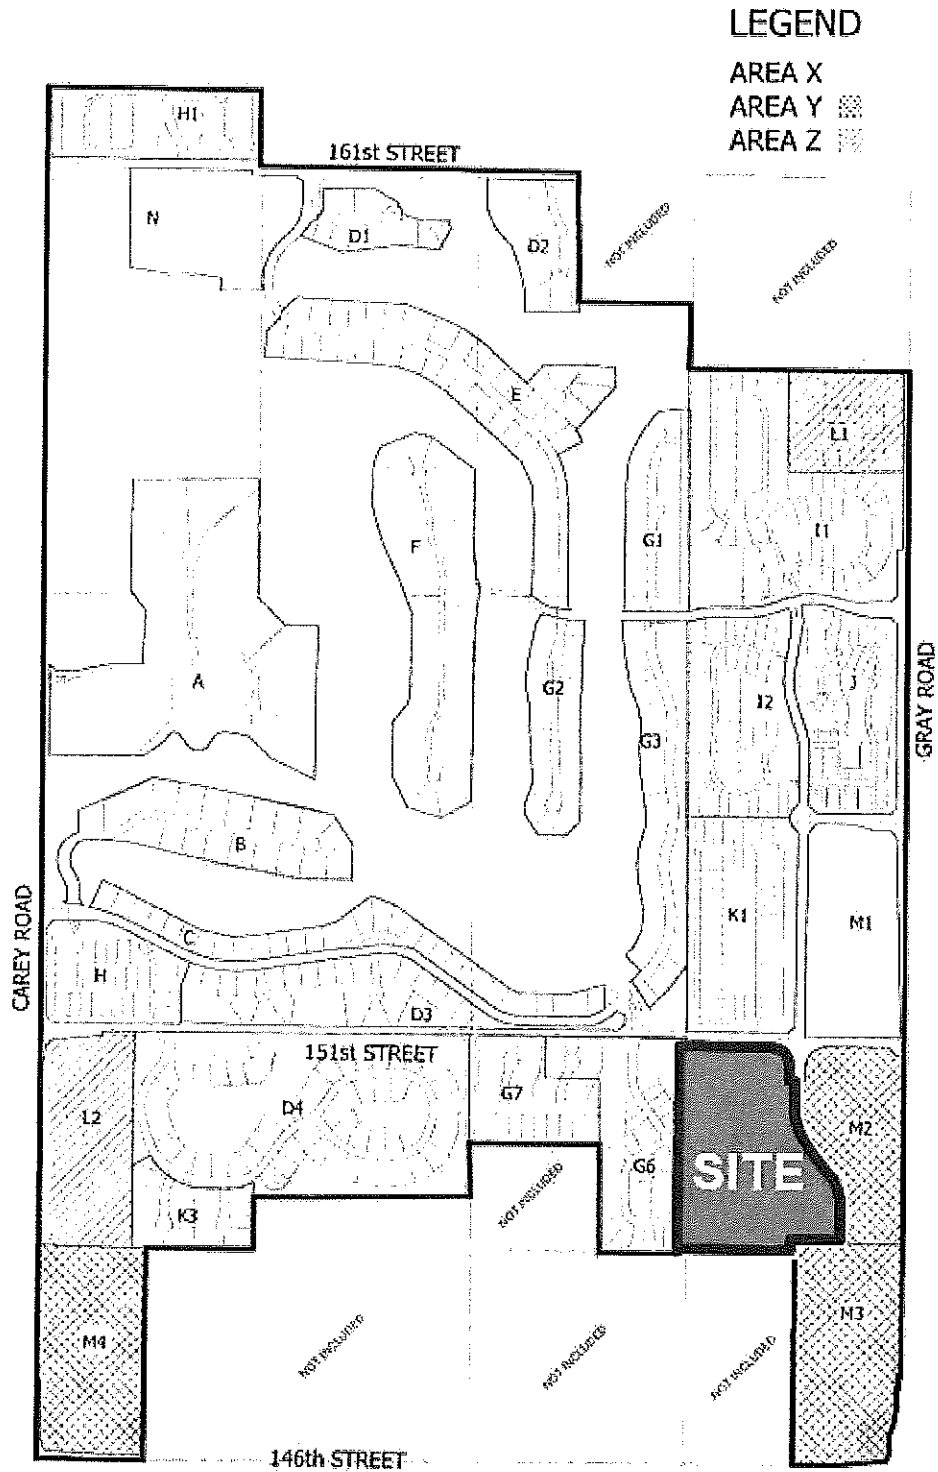 LEGEND
AREA X
AREA Y
AREA Z
H1
161st STREET
N
D1
D2
NOT INCLUDED
NOT INCLUDED
E
L1
F
G1
I1
A
G2
G3
I2
J
GRAY ROAD
B
CAREY ROAD
C
K1
M1
H
D3
151st STREET
L2
D4
G7
M2
G6
SITE
K3
NOT INCLUDED
M4
NOT INCLUDED
NOT INCLUDED
NOT INCLUDED
M3
146th STREET